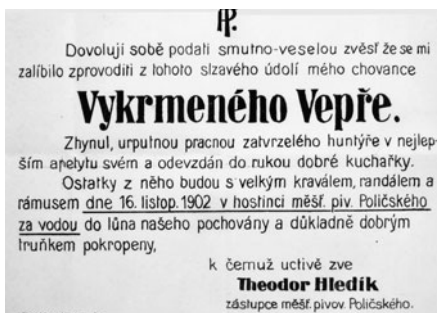 P.
Dovolují sobě podati smutno-veselou zvěsť že se mi
zalíbilo zprovoditi z tohoto slzavého údolí mého chovance
Vykrmeného Vepře.
Zhynul, urputnou pracnou zatvrzelého huntýře v nejlep-
ším apelytu svém a odevzdán do rukou dobré kuchařky.
Ostatky z něho budou s velkým kraválem, randálem a
rámusem dne 16. listop. 1902 v hostinci měšť. piv. Poličského
za vodou do lůna našeho pochovány a důkladně dobrým
truňkem pokropeny,
k čemuž uctivě zve
Theodor Hledík
zástupce měšť. pivov. Poličského.